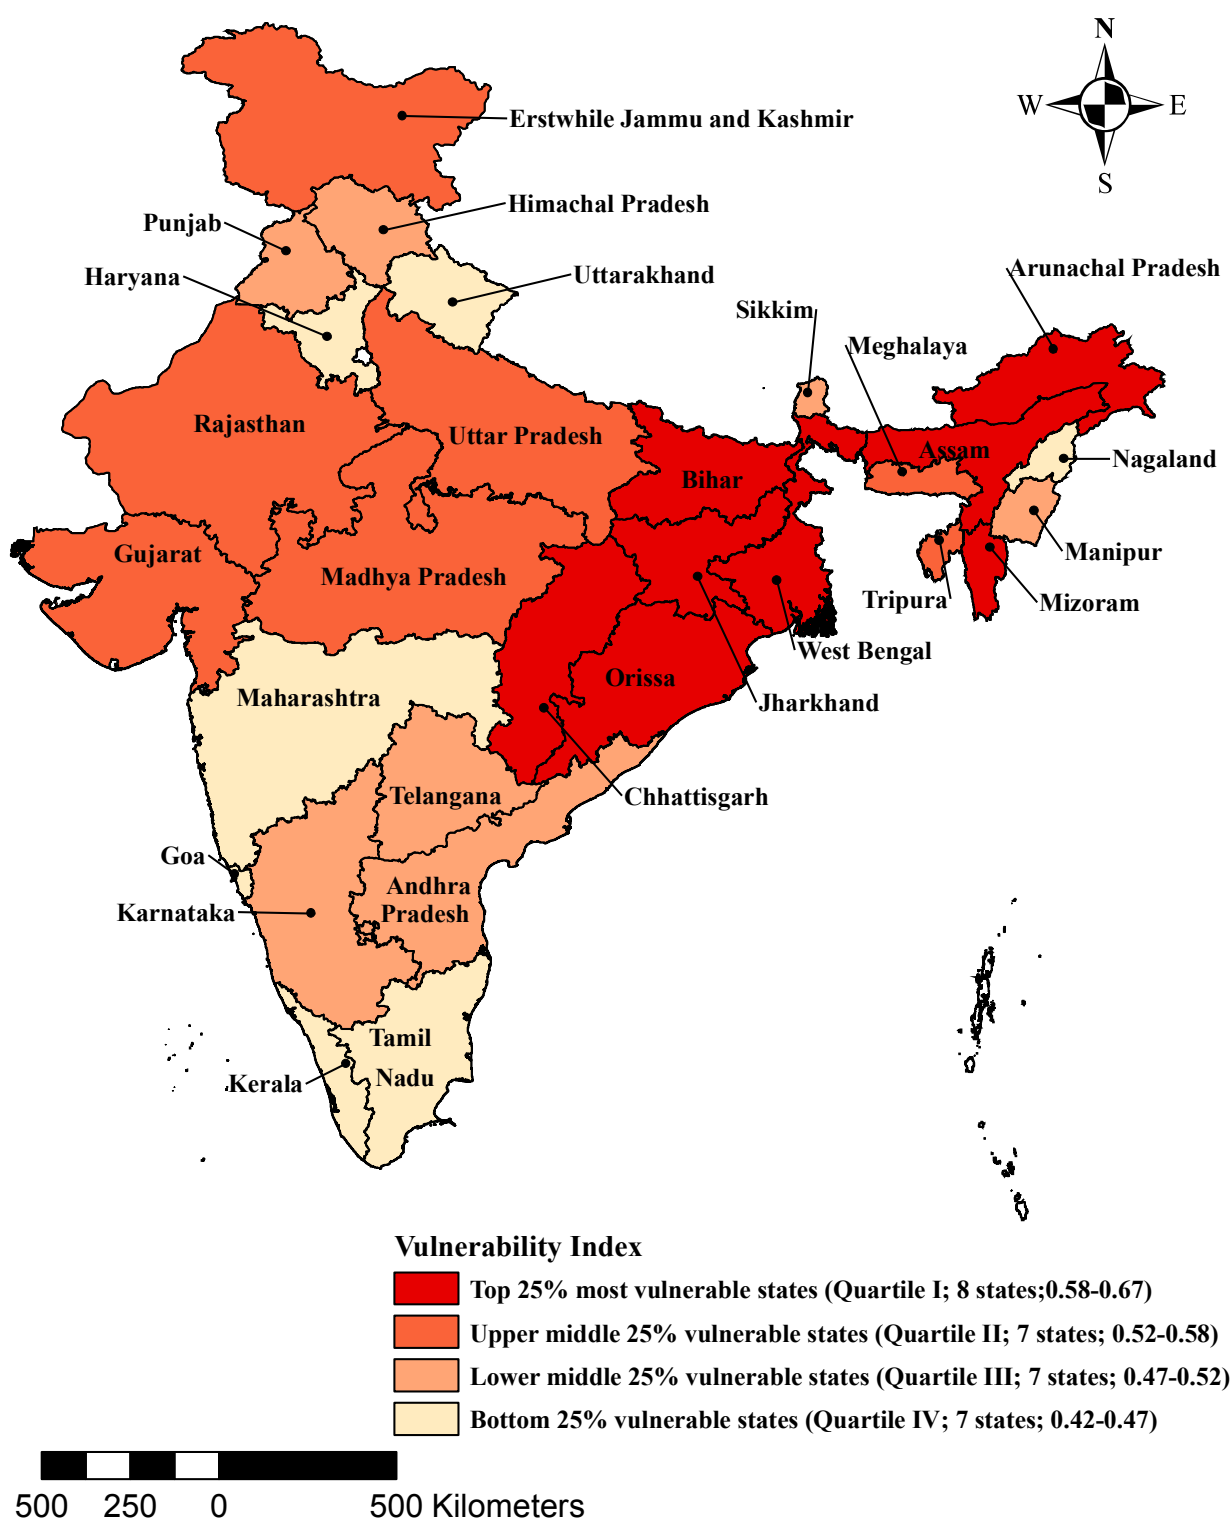 N
W
E
S
Erstwhile Jammu and Kashmir
Himachal Pradesh
Punjab
Haryana
Uttarakhand
Arunachal Pradesh
Sikkim
Meghalaya
Rajasthan
Uttar Pradesh
Assam
Nagaland
Bihar
Gujarat
Manipur
Madhya Pradesh
Tripura
Mizoram
West Bengal
Orissa
Maharashtra
Jharkhand
Telangana
Chhattisgarh
Goa
Andhra
Pradesh
Karnataka
Tamil
Nadu
Kerala
Vulnerability Index
Top 25% most vulnerable states (Quartile I; 8 states;0.58-0.67)
Upper middle 25% vulnerable states (Quartile II; 7 states; 0.52-0.58)
Lower middle 25% vulnerable states (Quartile III; 7 states; 0.47-0.52)
Bottom 25% vulnerable states (Quartile IV; 7 states; 0.42-0.47)
500 250 0 500 Kilometers